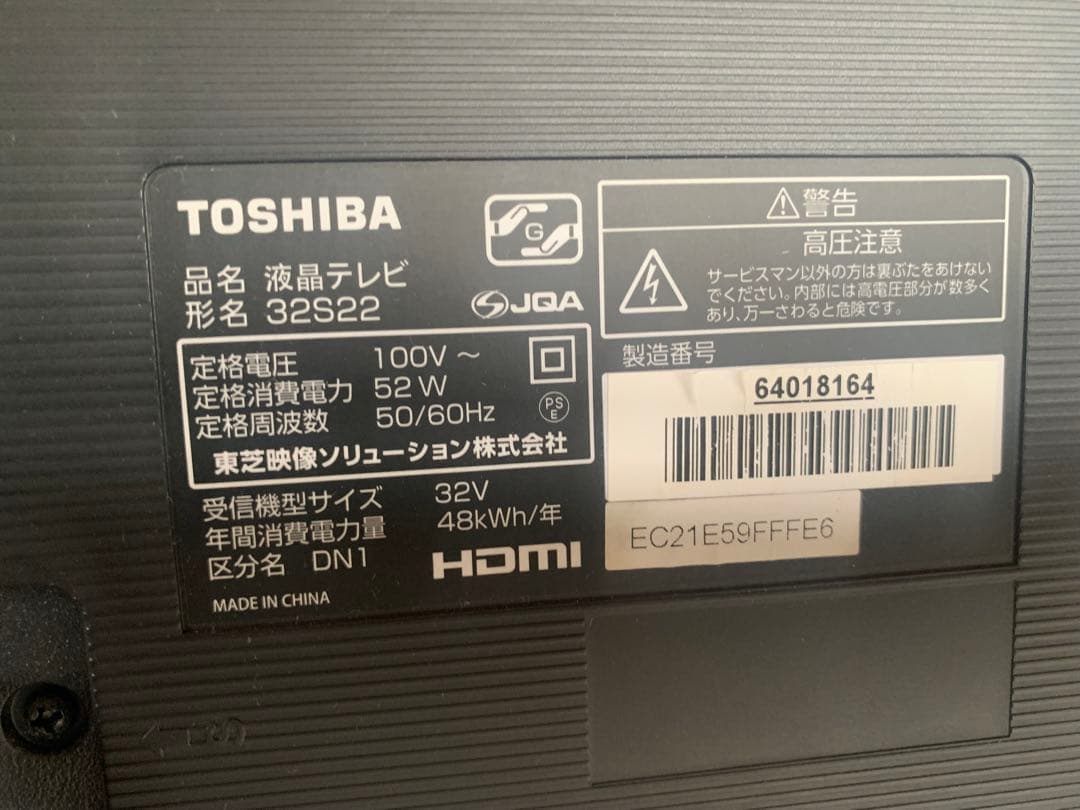 TOSHIBA
G
品名 液晶テレビ
形名 32S22
JQA
定格電圧 100V～
定格消費電力 52W
定格周波数 50/60Hz
PS
E
東芝映像ソリューション株式会社
受信機型サイズ 32V
年間消費電力量 48kWh/年
区分名 DN1
HDMI
MADE IN CHINA
⚠警告
高圧注意
サービスマン以外の方は裏ぶたをあけない
でください。内部には高電圧部分が数多く
あり、万一さわると危険です。
製造番号
64018164
EC21E59FFFE6